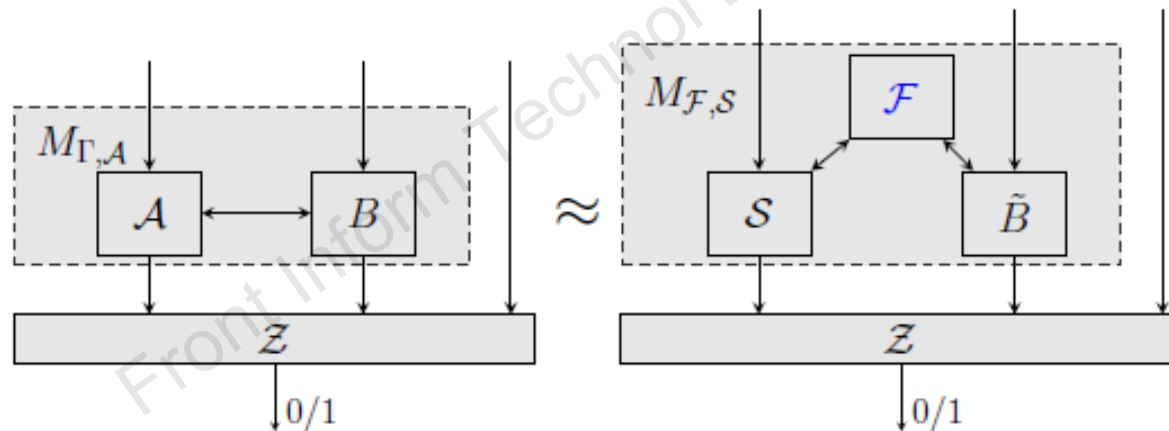 M_{Γ,𝒜}
𝒜
B
𝒵
0/1
≈
M_{ℱ,𝒮}
ℱ
𝒮
B̃
𝒵
0/1
Front Inform Technol